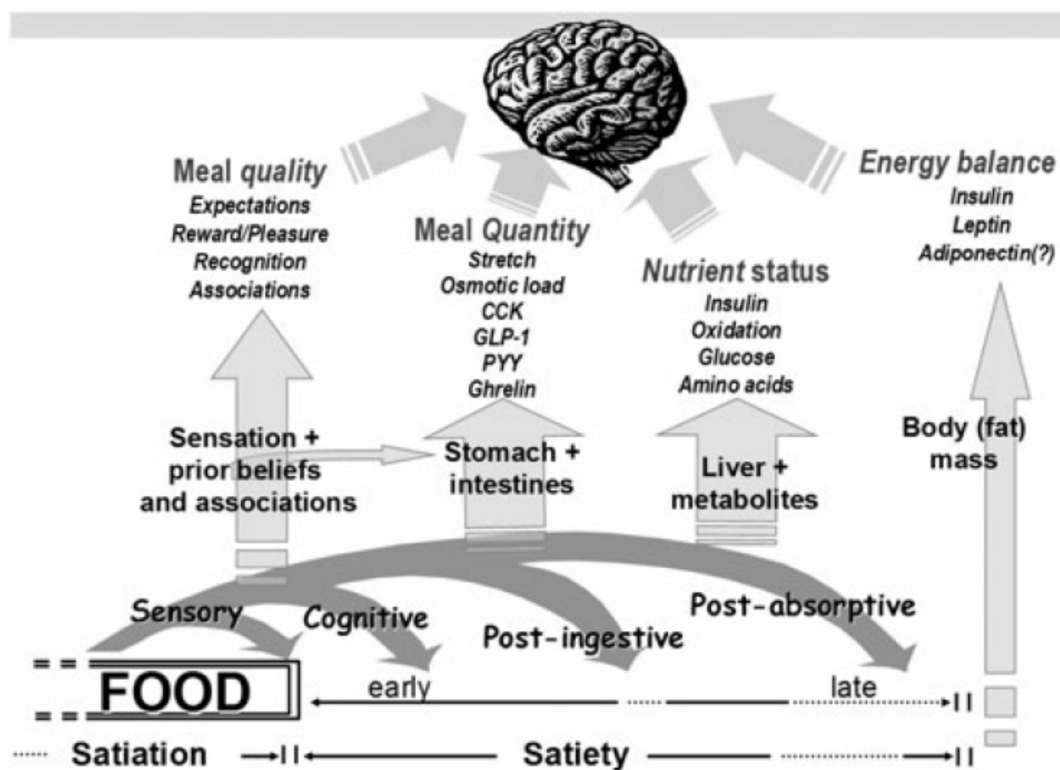 Meal quality
Expectations
Reward/Pleasure
Recognition
Associations
Meal Quantity
Stretch
Osmotic load
CCK
GLP-1
PYY
Ghrelin
Nutrient status
Insulin
Oxidation
Glucose
Amino acids
Energy balance
Insulin
Leptin
Adiponectin(?)
Sensation +
prior beliefs
and associations
Stomach +
intestines
Liver +
metabolites
Body (fat)
mass
Sensory
Cognitive
Post-ingestive
Post-absorptive
FOOD
early
late
Satiation
Satiety